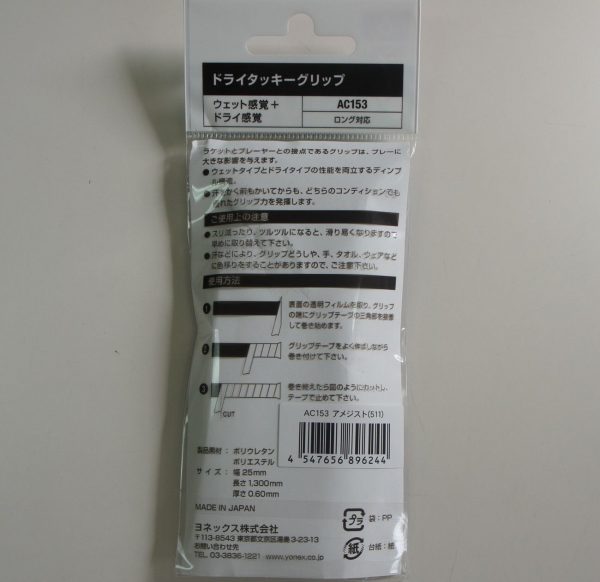 ドライタッキーグリップ
ウェット感覚+
ドライ感覚
AC153
ロング対応
ラケットとプレーヤーとの接点であるグリップは、プレーに
大きな影響を与えます。
●ウェットタイプとドライタイプの性能を両立するディンプ
ル構造。
●汗をかく前もかいてからも、どちらのコンディションでも
優れたグリップ力を発揮します。
ご使用上の注意
●スリ減ったり、ツルツルになると、滑り易くなりますので
早めに取り替えて下さい。
●汗などにより、グリップどうしや、手、タオル、ウェアなど
に色移りをすることがありますので、ご注意下さい。
使用方法
1
表面の透明フィルムを取り、グリップ
の端にグリップテープの三角部を接着
して巻き始めます。
2
グリップテープをよく伸ばしながら
巻き付けて下さい。
3
巻き終えたら図のようにカットし、
テープで止めて下さい。
CUT
AC153 アメジスト(511)
4 547656 896244
製品素材:ポリウレタン
ポリエステル
サイズ:幅25mm
長さ1,300mm
厚さ0.60mm
MADE IN JAPAN
ヨネックス株式会社
〒113-8543 東京都文京区湯島3-23-13
お問い合わせ先
TEL.03-3836-1221 www.yonex.co.jp
プラ
袋:PP
紙
台紙:紙